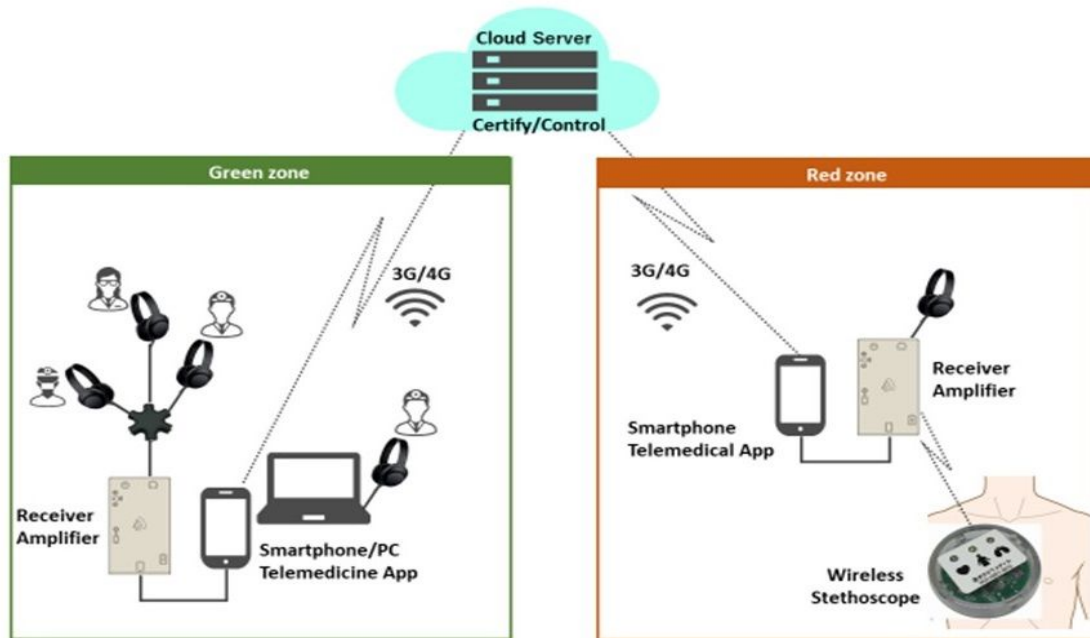 Cloud Server
Certify/Control
Green zone
3G/4G
Receiver
Amplifier
Smartphone/PC
Telemedicine App
Red zone
3G/4G
Receiver
Amplifier
Smartphone
Telemedical App
Wireless
Stethoscope